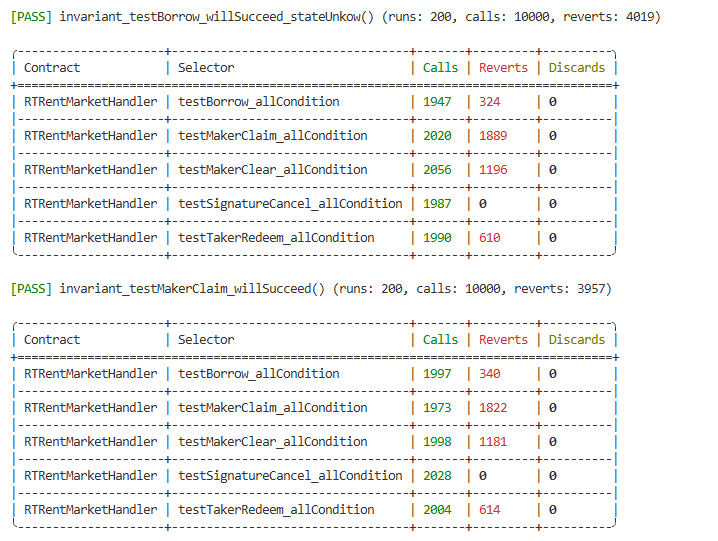 [PASS] invariant_testBorrow_willSucceed_stateUnkow() (runs: 200, calls: 10000, reverts: 4019)
| Contract | Selector | Calls | Reverts | Discards |
| RTRentMarketHandler | testBorrow_allCondition | 1947 | 324 | 0 |
| RTRentMarketHandler | testMakerClaim_allCondition | 2020 | 1889 | 0 |
| RTRentMarketHandler | testMakerClear_allCondition | 2056 | 1196 | 0 |
| RTRentMarketHandler | testSignatureCancel_allCondition | 1987 | 0 | 0 |
| RTRentMarketHandler | testTakerRedeem_allCondition | 1990 | 610 | 0 |
[PASS] invariant_testMakerClaim_willSucceed() (runs: 200, calls: 10000, reverts: 3957)
| Contract | Selector | Calls | Reverts | Discards |
| RTRentMarketHandler | testBorrow_allCondition | 1997 | 340 | 0 |
| RTRentMarketHandler | testMakerClaim_allCondition | 1973 | 1822 | 0 |
| RTRentMarketHandler | testMakerClear_allCondition | 1998 | 1181 | 0 |
| RTRentMarketHandler | testSignatureCancel_allCondition | 2028 | 0 | 0 |
| RTRentMarketHandler | testTakerRedeem_allCondition | 2004 | 614 | 0 |